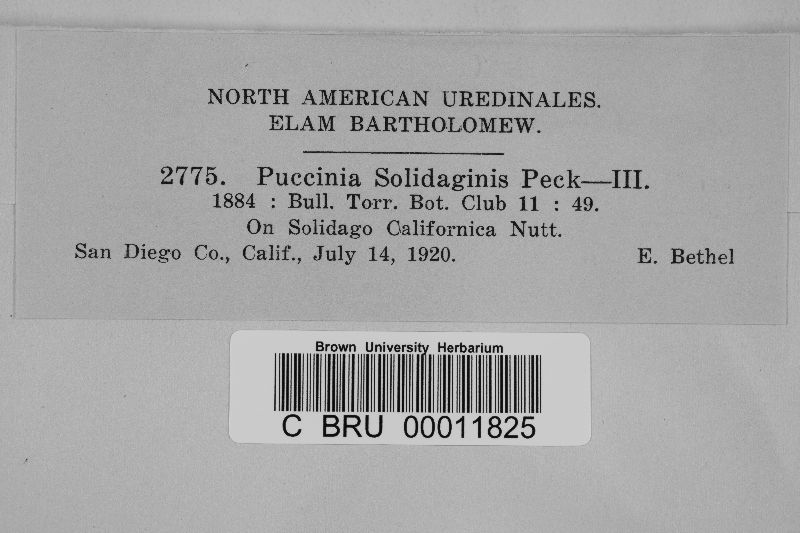 NORTH AMERICAN UREDINALES.
ELAM BARTHOLOMEW.
2775. Puccinia Solidaginis Peck—III.
1884 : Bull. Torr. Bot. Club 11 : 49.
On Solidago Californica Nutt.
San Diego Co., Calif., July 14, 1920. E. Bethel
Brown University Herbarium
C BRU 00011825